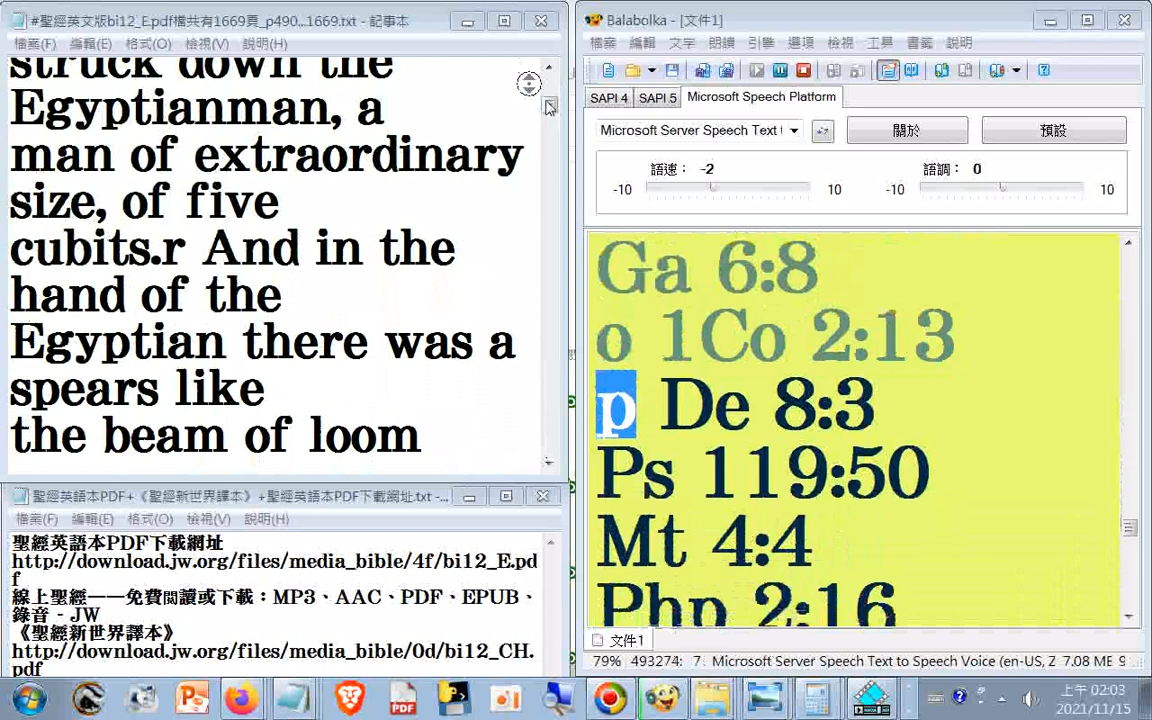 #聖經英文版bi12_E.pdf檔共有1669頁_p490...1669.txt - 記事本
檔案(F) 編輯(E) 格式(O) 檢視(V) 說明(H)
struck down the
Egyptianman, a
man of extraordinary
size, of five
cubits.r And in the
hand of the
Egyptian there was a
spears like
the beam of loom
聖經英語本PDF+《聖經新世界譯本》+聖經英語本PDF下載網址.txt -...
檔案(F) 編輯(E) 格式(O) 檢視(V) 說明(H)
聖經英語本PDF下載網址
http://download.jw.org/files/media_bible/4f/bi12_E.pd
f
線上聖經——免費閱讀或下載：MP3、AAC、PDF、EPUB、
錄音 - JW
《聖經新世界譯本》
http://download.jw.org/files/media_bible/0d/bi12_CH.
pdf
Balabolka - [文件1]
檔案 編輯 文字 朗讀 引擎 選項 檢視 工具 書籤 說明
SAPI 4 SAPI 5 Microsoft Speech Platform
Microsoft Server Speech Text 關於 預設
語速： -2 語調： 0
-10 10 -10 10
Ga 6:8
o 1Co 2:13
p De 8:3
Ps 119:50
Mt 4:4
Php 2:16
文件1
79% 493274: 7 Microsoft Server Speech Text to Speech Voice (en-US, Z 7.08 MB 9
PDF
上午 02:03
2021/11/15